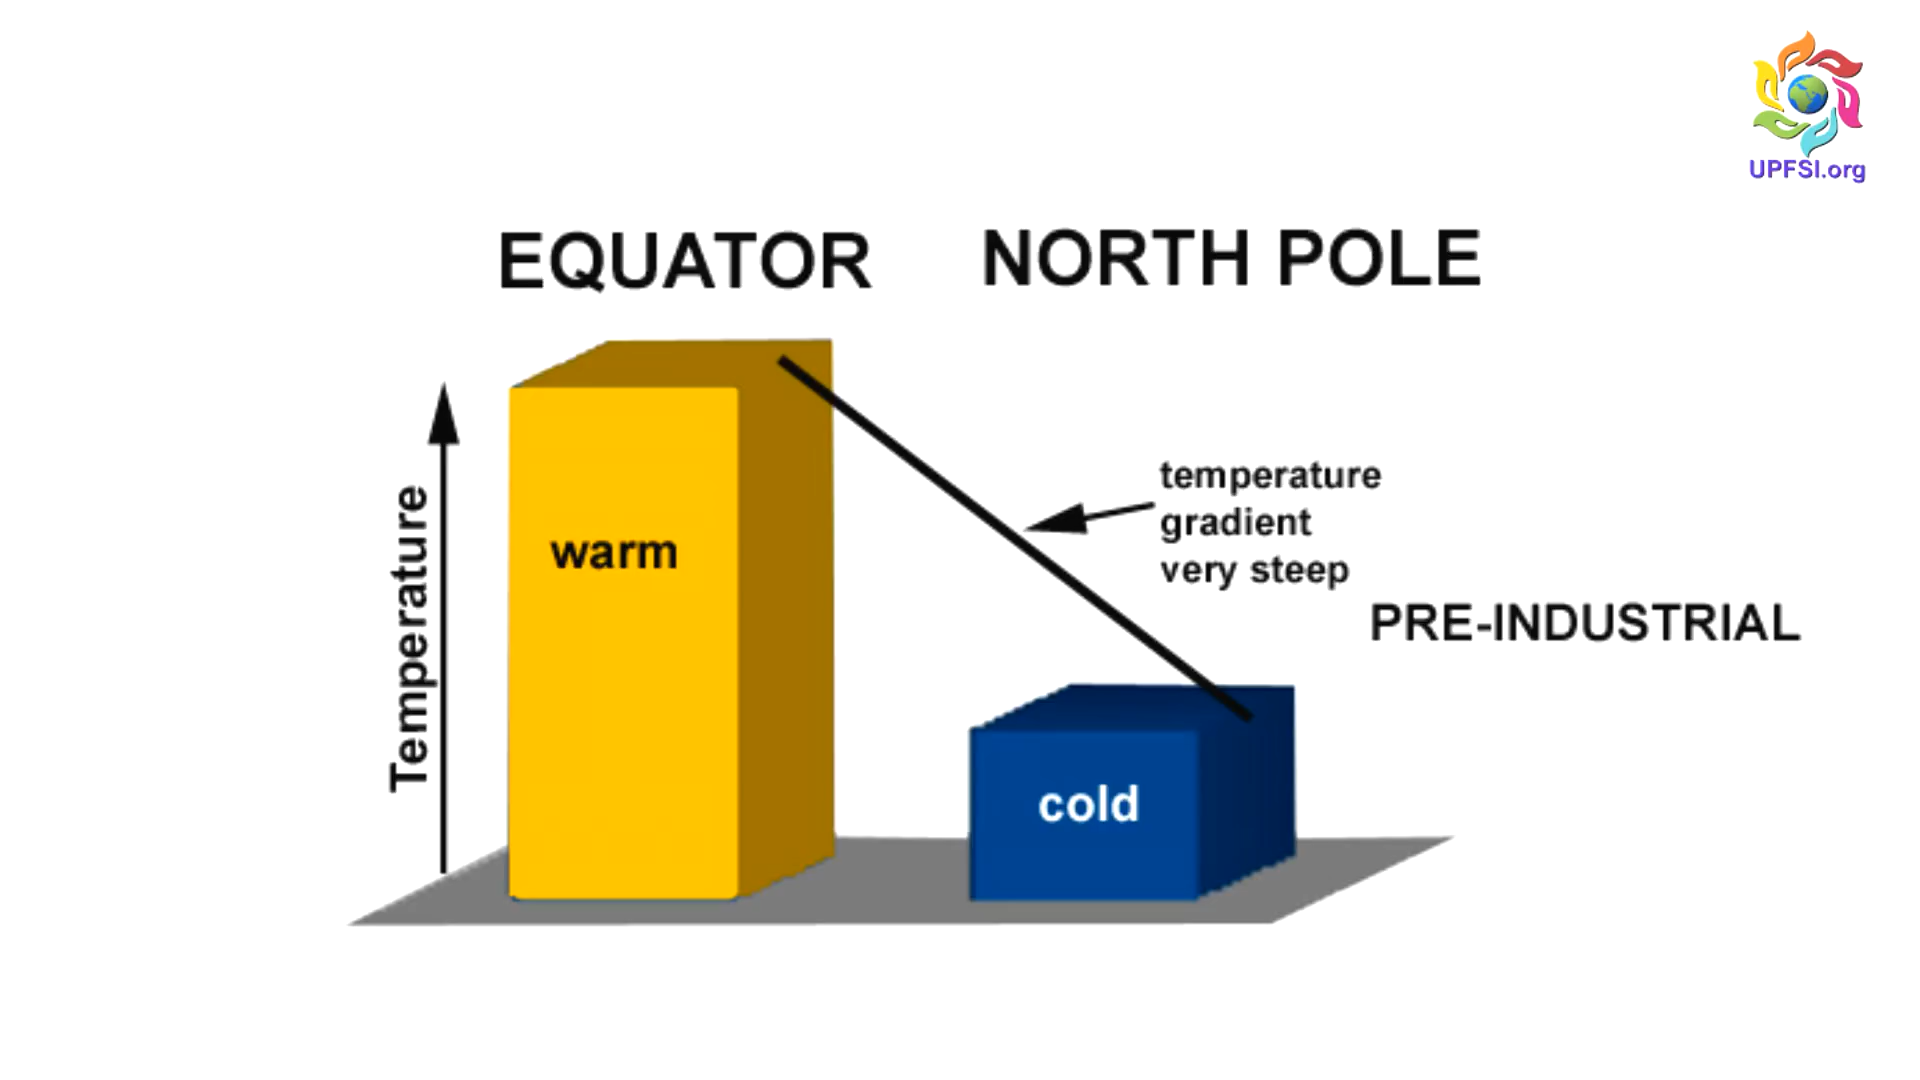 UPFSI.org
EQUATOR NORTH POLE
Temperature
warm
temperature
gradient
very steep
PRE-INDUSTRIAL
cold